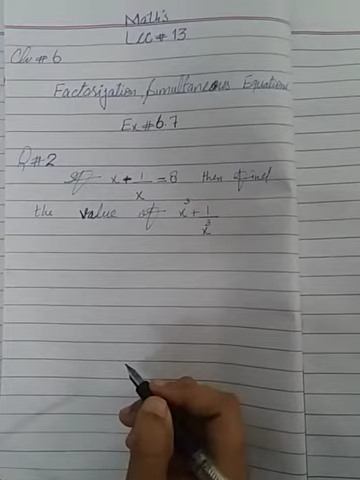 Math's
Lec # 13
Ch # 6
Factorization, Simultaneous Equations
Ex # 6.7
Q # 2
If x + 1/x = 8 then find
the value of x³ + 1/x³